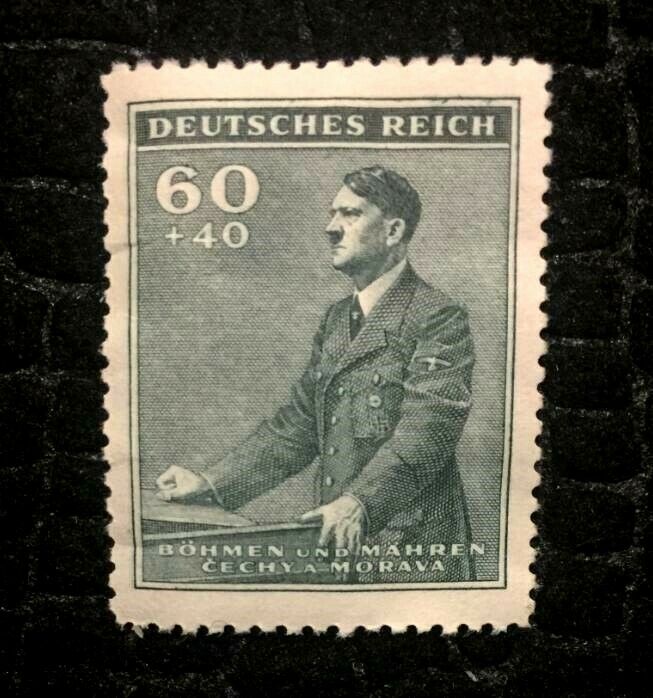 DEUTSCHES REICH
60
+40
BÖHMEN UND MÄHREN
ČECHY A MORAVA